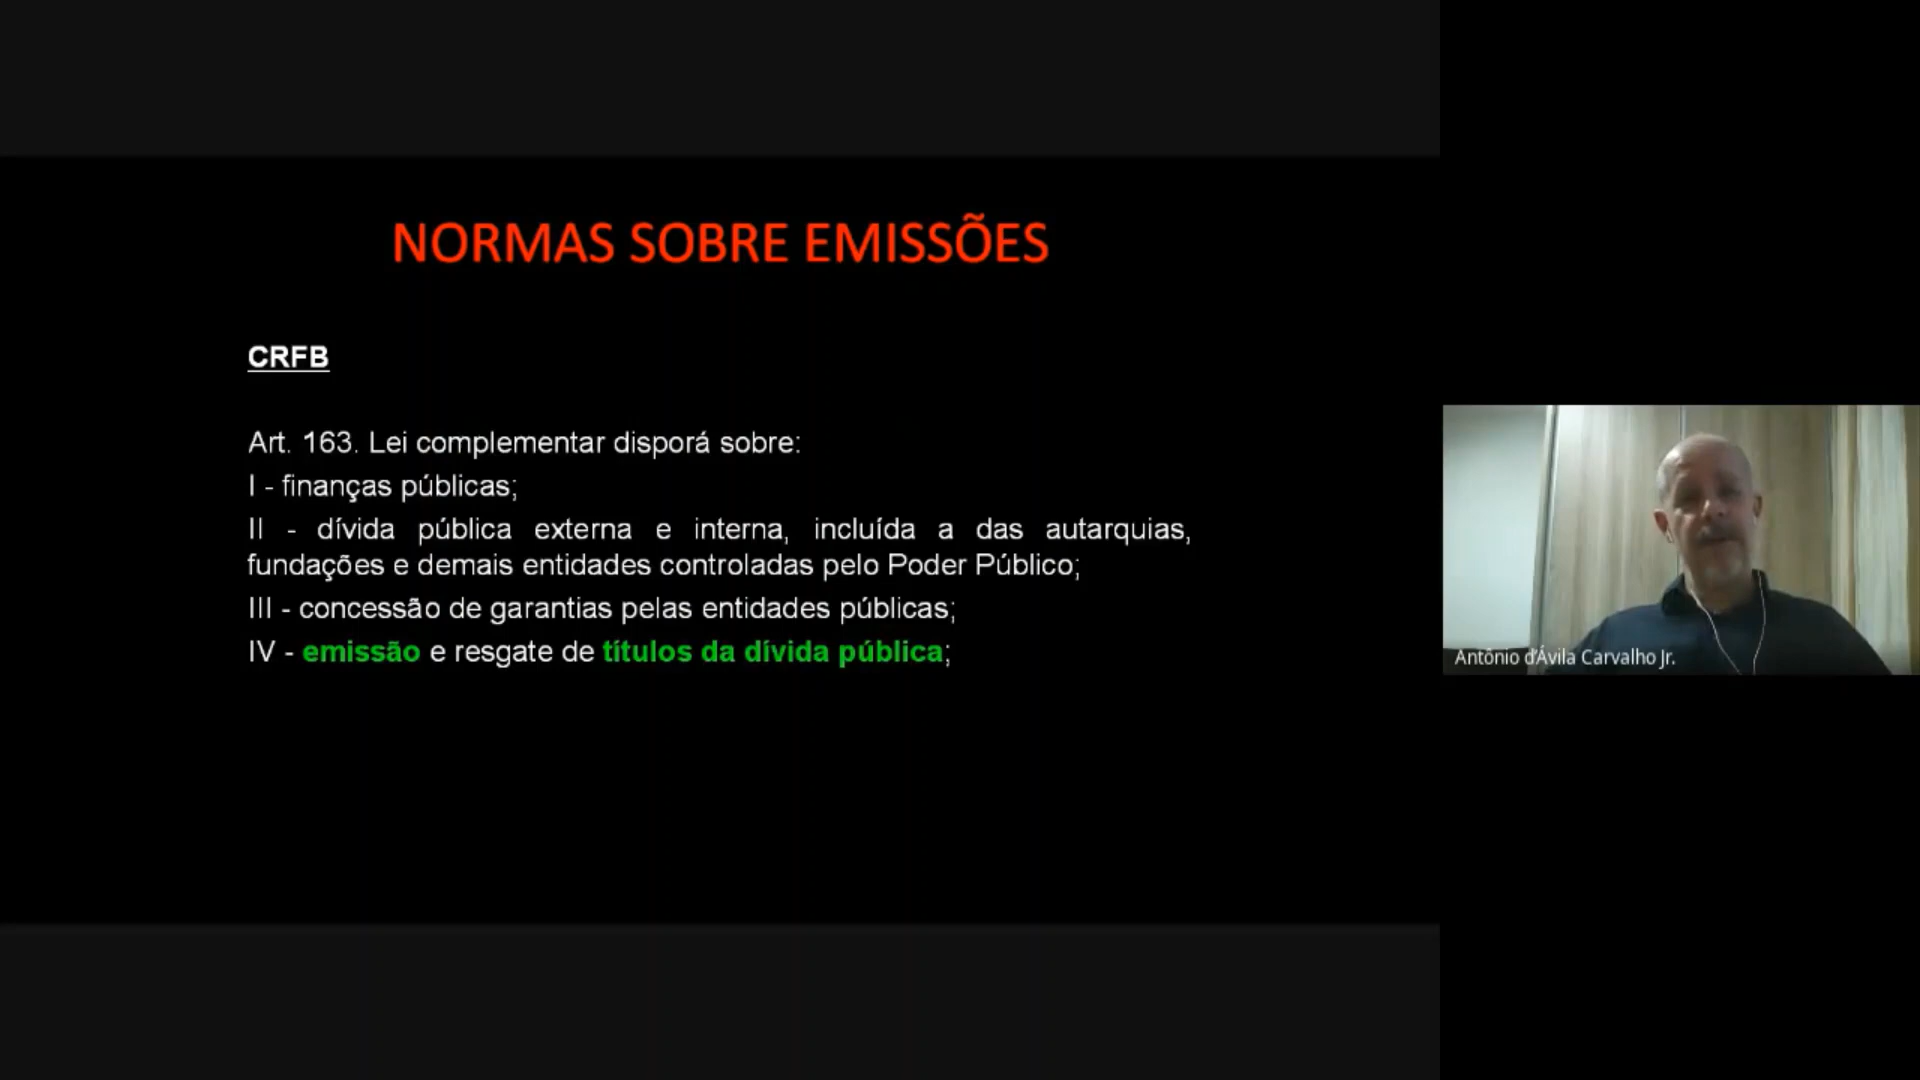 NORMAS SOBRE EMISSÕES
CRFB
Art. 163. Lei complementar disporá sobre:
I - finanças públicas;
II - dívida pública externa e interna, incluída a das autarquias,
fundações e demais entidades controladas pelo Poder Público;
III - concessão de garantias pelas entidades públicas;
IV - emissão e resgate de títulos da dívida pública;
Antônio d'Ávila Carvalho Jr.